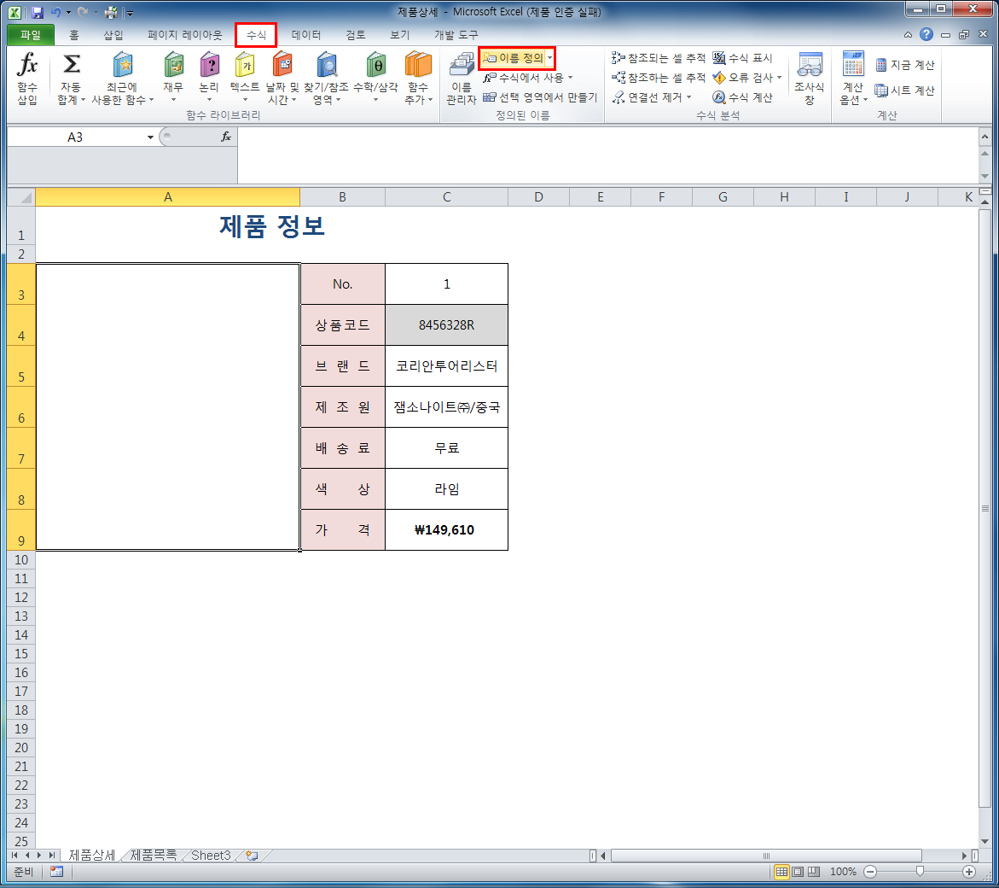 제품상세 - Microsoft Excel (제품 인증 실패)
파일 홈 삽입 페이지 레이아웃 수식 데이터 검토 보기 개발 도구
fx 함수 삽입
Σ 자동 합계
최근에 사용한 함수
재무
논리
텍스트
날짜 및 시간
찾기/참조 영역
수학/삼각
함수 추가
함수 라이브러리
이름 관리자
이름 정의
수식에서 사용
선택 영역에서 만들기
정의된 이름
참조되는 셀 추적
참조하는 셀 추적
연결선 제거
수식 표시
오류 검사
수식 계산
조사식 창
수식 분석
계산 옵션
지금 계산
시트 계산
계산
A3 fx
A B C D E F G H I J K
1 제품 정보
2
3 No. 1
4 상품코드 8456328R
5 브 랜 드 코리안투어리스터
6 제 조 원 잼소나이트㈜/중국
7 배 송 료 무료
8 색 상 라임
9 가 격 ₩149,610
10
11
12
13
14
15
16
17
18
19
20
21
22
23
24
25
제품상세 제품목록 Sheet3
준비 100%